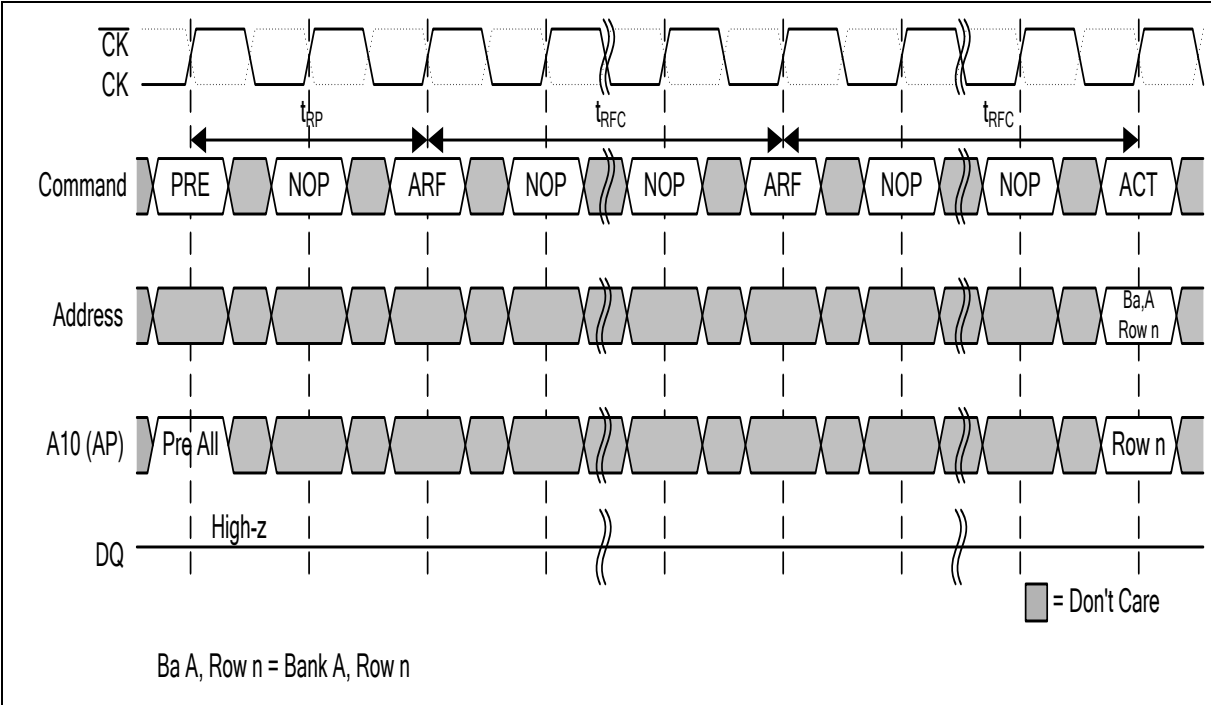 CK
CK
tRP tRFC tRFC
Command PRE NOP ARF NOP NOP ARF NOP NOP ACT
Address Ba,A
Row n
A10 (AP) Pre All Row n
High-z
DQ
= Don't Care
Ba A, Row n = Bank A, Row n